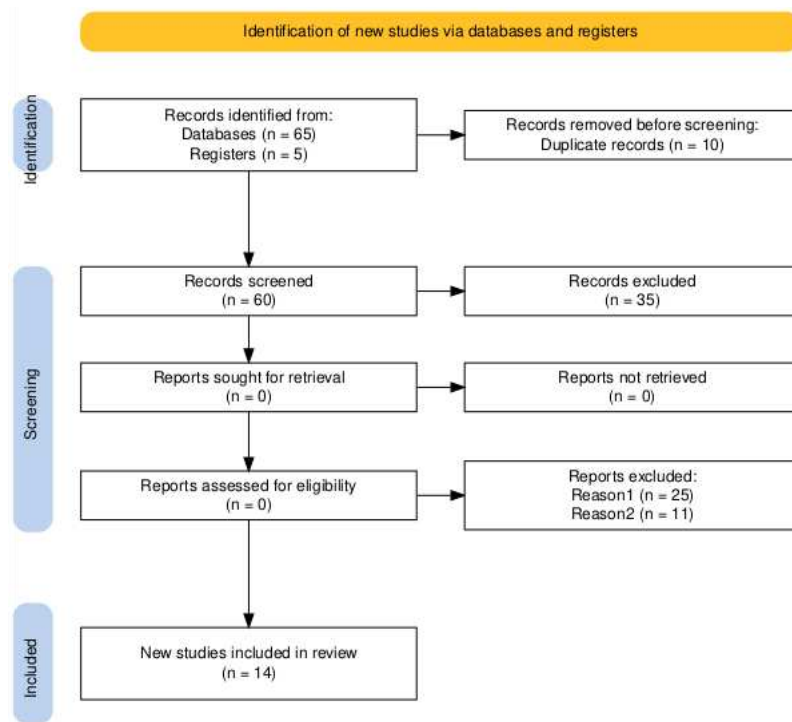 Identification of new studies via databases and registers
Identification
Records identified from:
Databases (n = 65)
Registers (n = 5)
Records removed before screening:
Duplicate records (n = 10)
Screening
Records screened
(n = 60)
Records excluded
(n = 35)
Reports sought for retrieval
(n = 0)
Reports not retrieved
(n = 0)
Reports assessed for eligibility
(n = 0)
Reports excluded:
Reason1 (n = 25)
Reason2 (n = 11)
Included
New studies included in review
(n = 14)